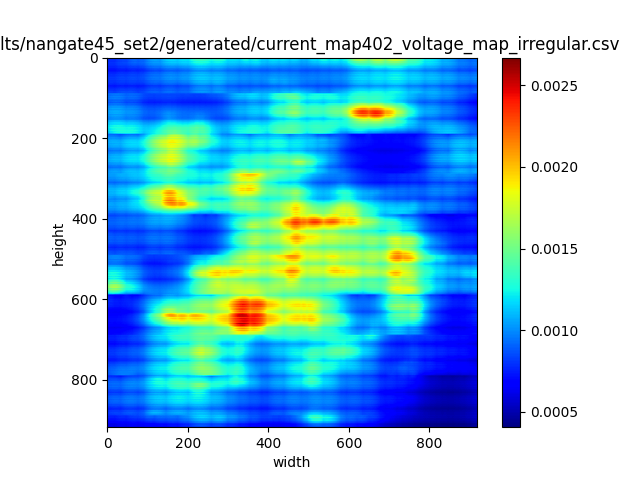 lts/nangate45_set2/generated/current_map402_voltage_map_irregular.csv
0
200
400
600
800
height
0 200 400 600 800
width
0.0025
0.0020
0.0015
0.0010
0.0005